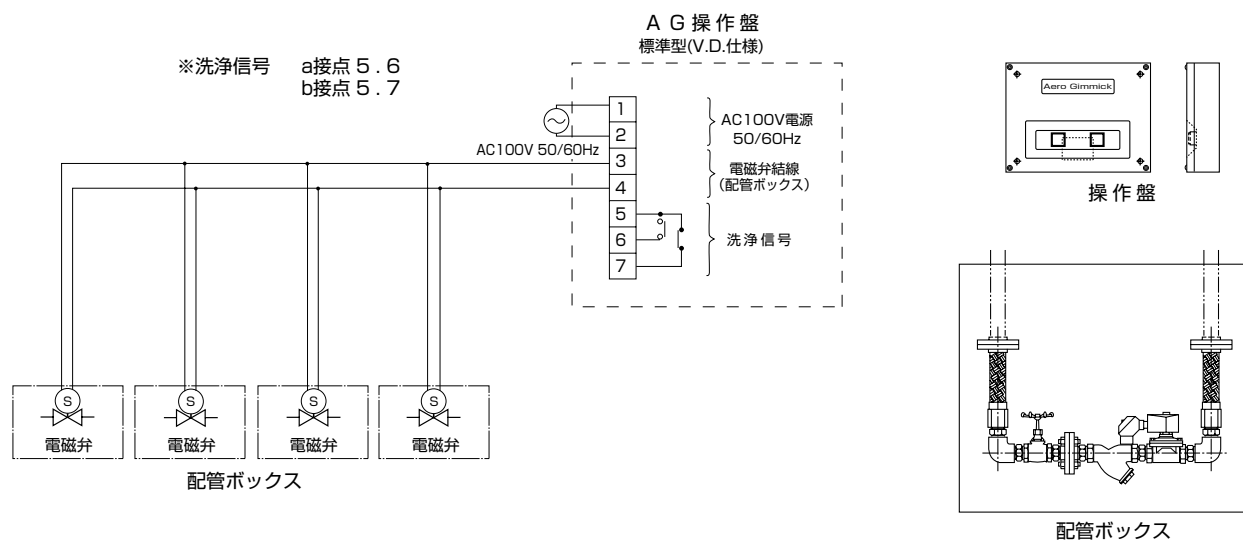 AG操作盤
標準型(V.D.仕様)
※洗浄信号 a接点5.6
b接点5.7
AC100V 50/60Hz
1
2
3
4
5
6
7
AC100V電源
50/60Hz
電磁弁結線
(配管ボックス)
洗浄信号
S
S
S
S
電磁弁
電磁弁
電磁弁
電磁弁
配管ボックス
Aero Gimmick
操作盤
配管ボックス